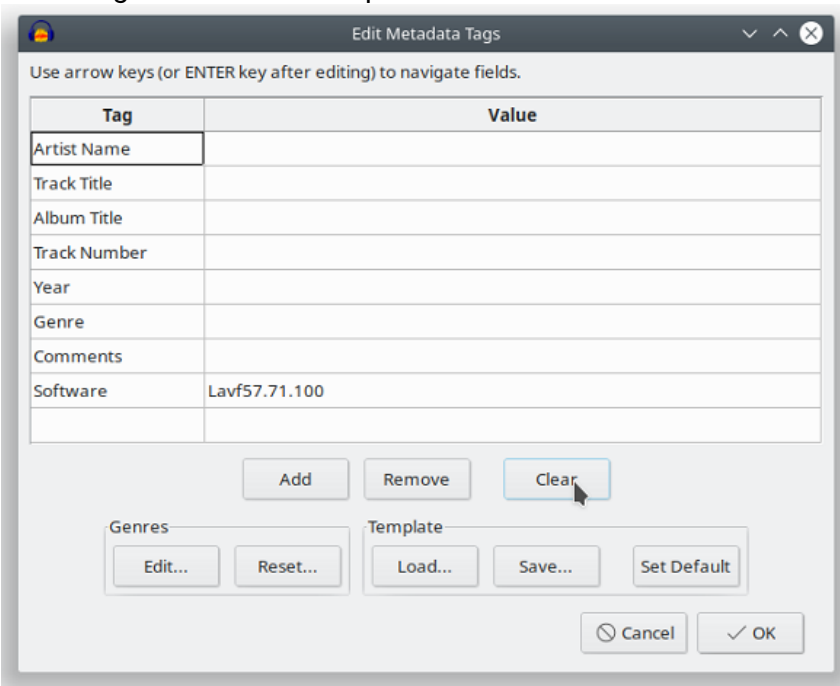 Edit Metadata Tags
Use arrow keys (or ENTER key after editing) to navigate fields.
Tag Value
Artist Name
Track Title
Album Title
Track Number
Year
Genre
Comments
Software Lavf57.71.100
Add Remove Clear
Genres Template
Edit... Reset... Load... Save... Set Default
Cancel OK